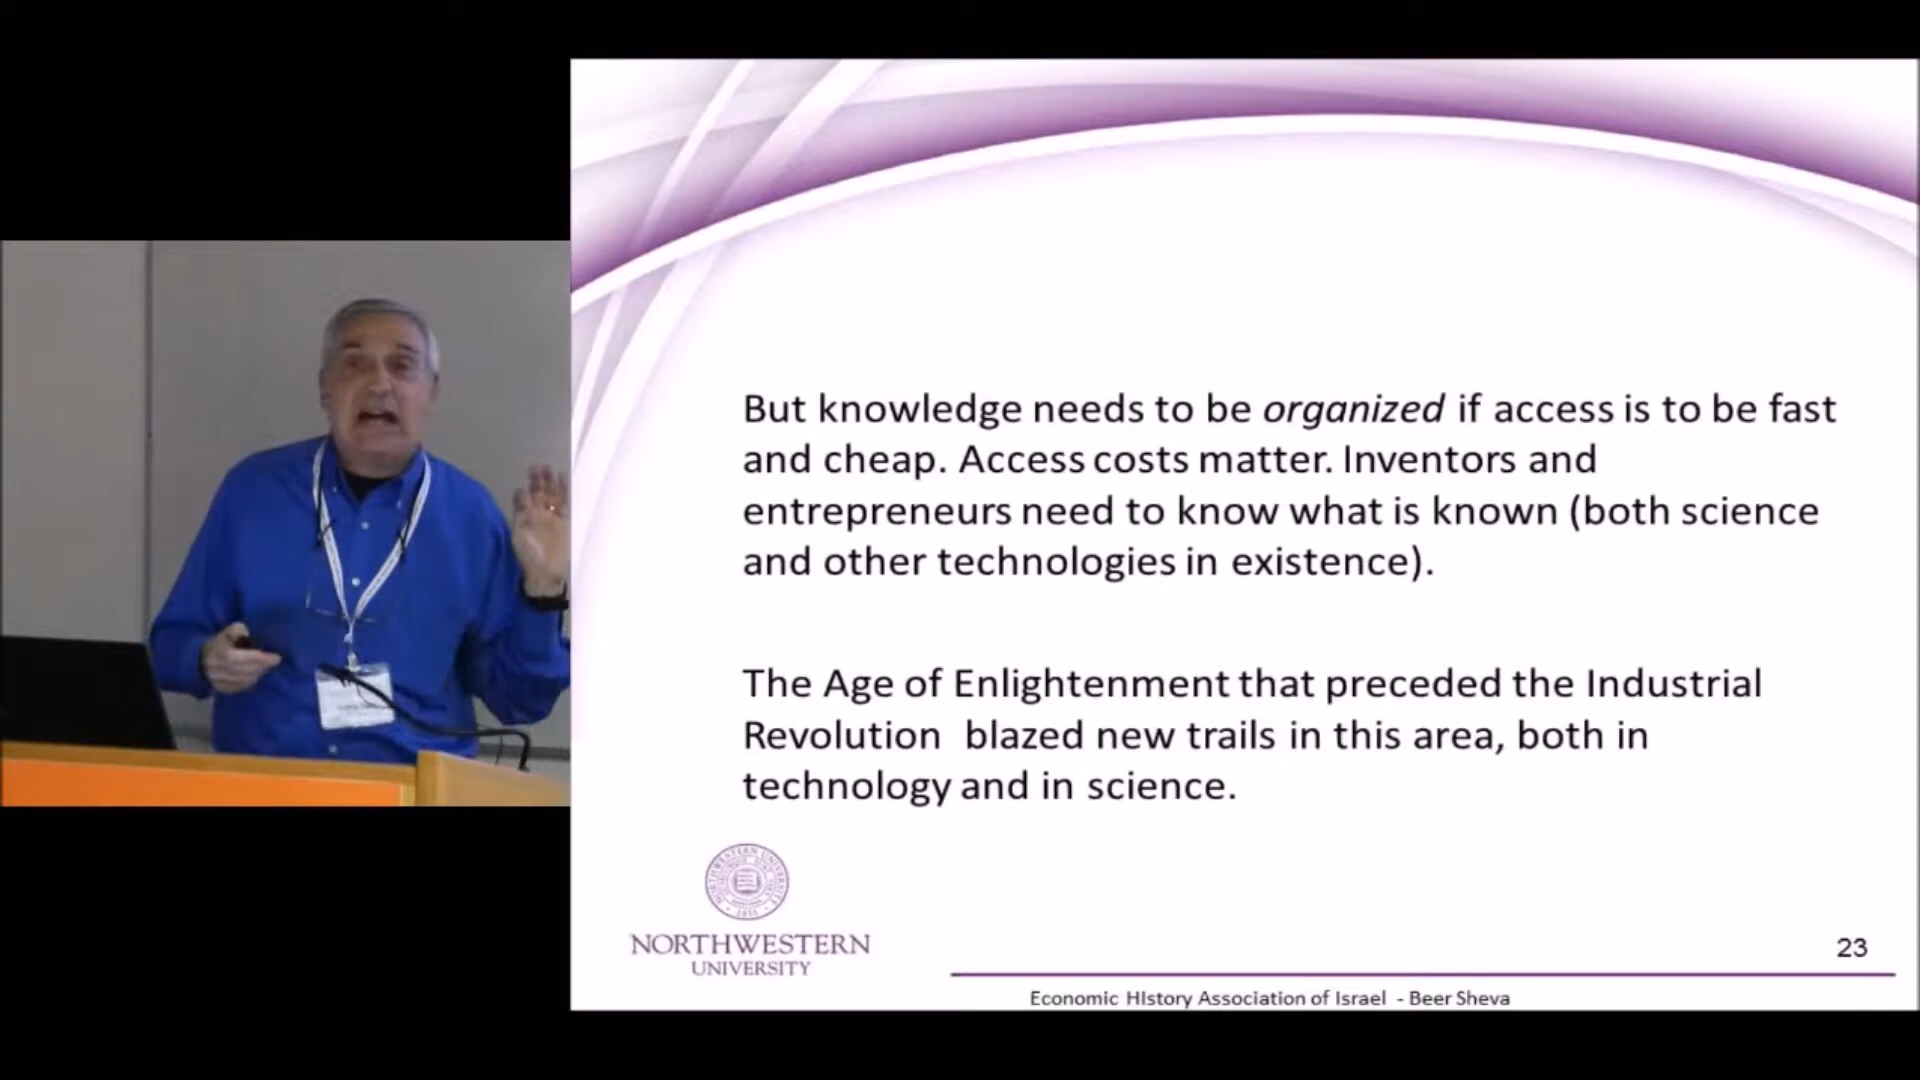 But knowledge needs to be organized if access is to be fast
and cheap. Access costs matter. Inventors and
entrepreneurs need to know what is known (both science
and other technologies in existence).
The Age of Enlightenment that preceded the Industrial
Revolution  blazed new trails in this area, both in
technology and in science.
NORTHWESTERN
UNIVERSITY
23
Economic HIstory Association of Israel  - Beer Sheva